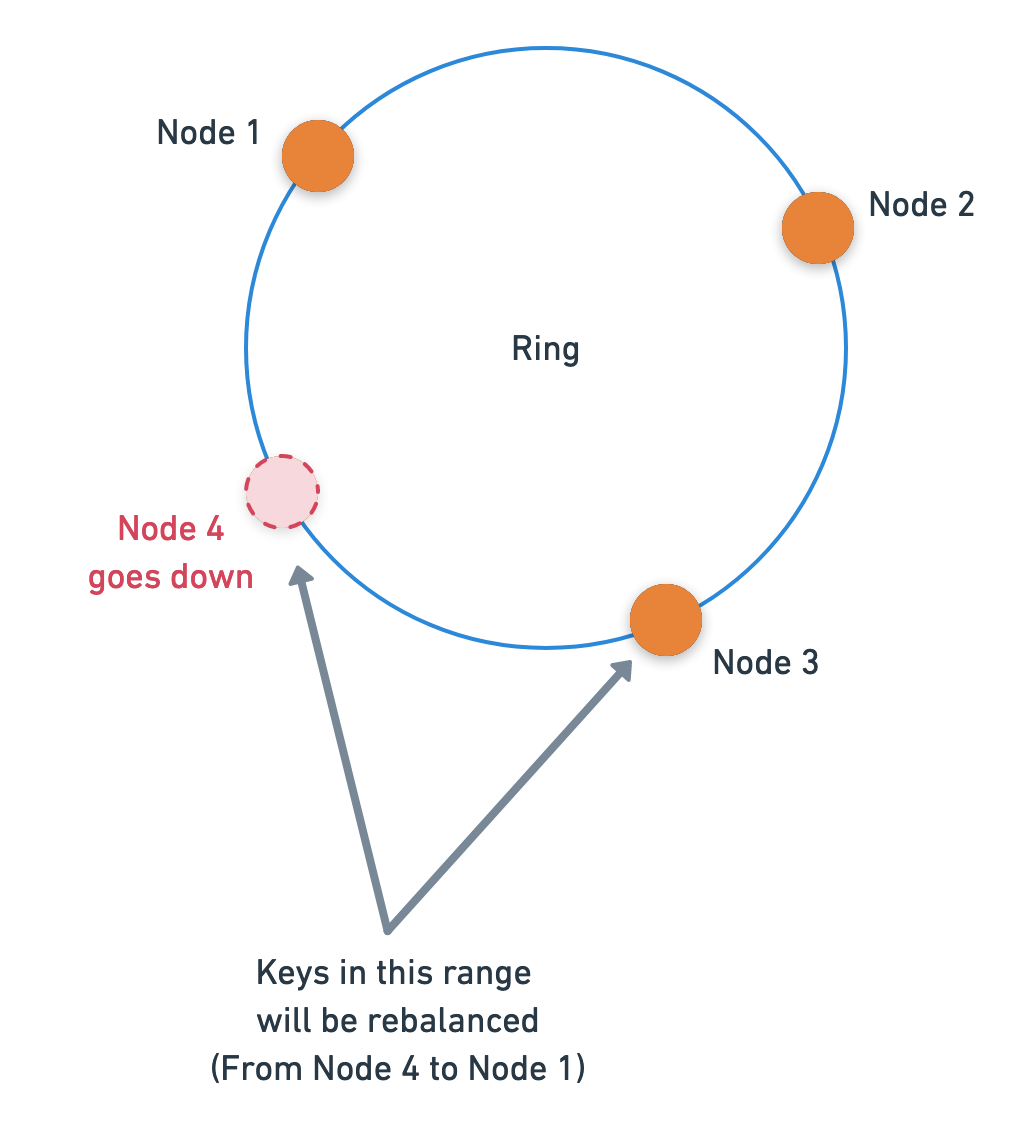 Node 1
Node 2
Ring
Node 4
goes down
Node 3
Keys in this range
will be rebalanced
(From Node 4 to Node 1)